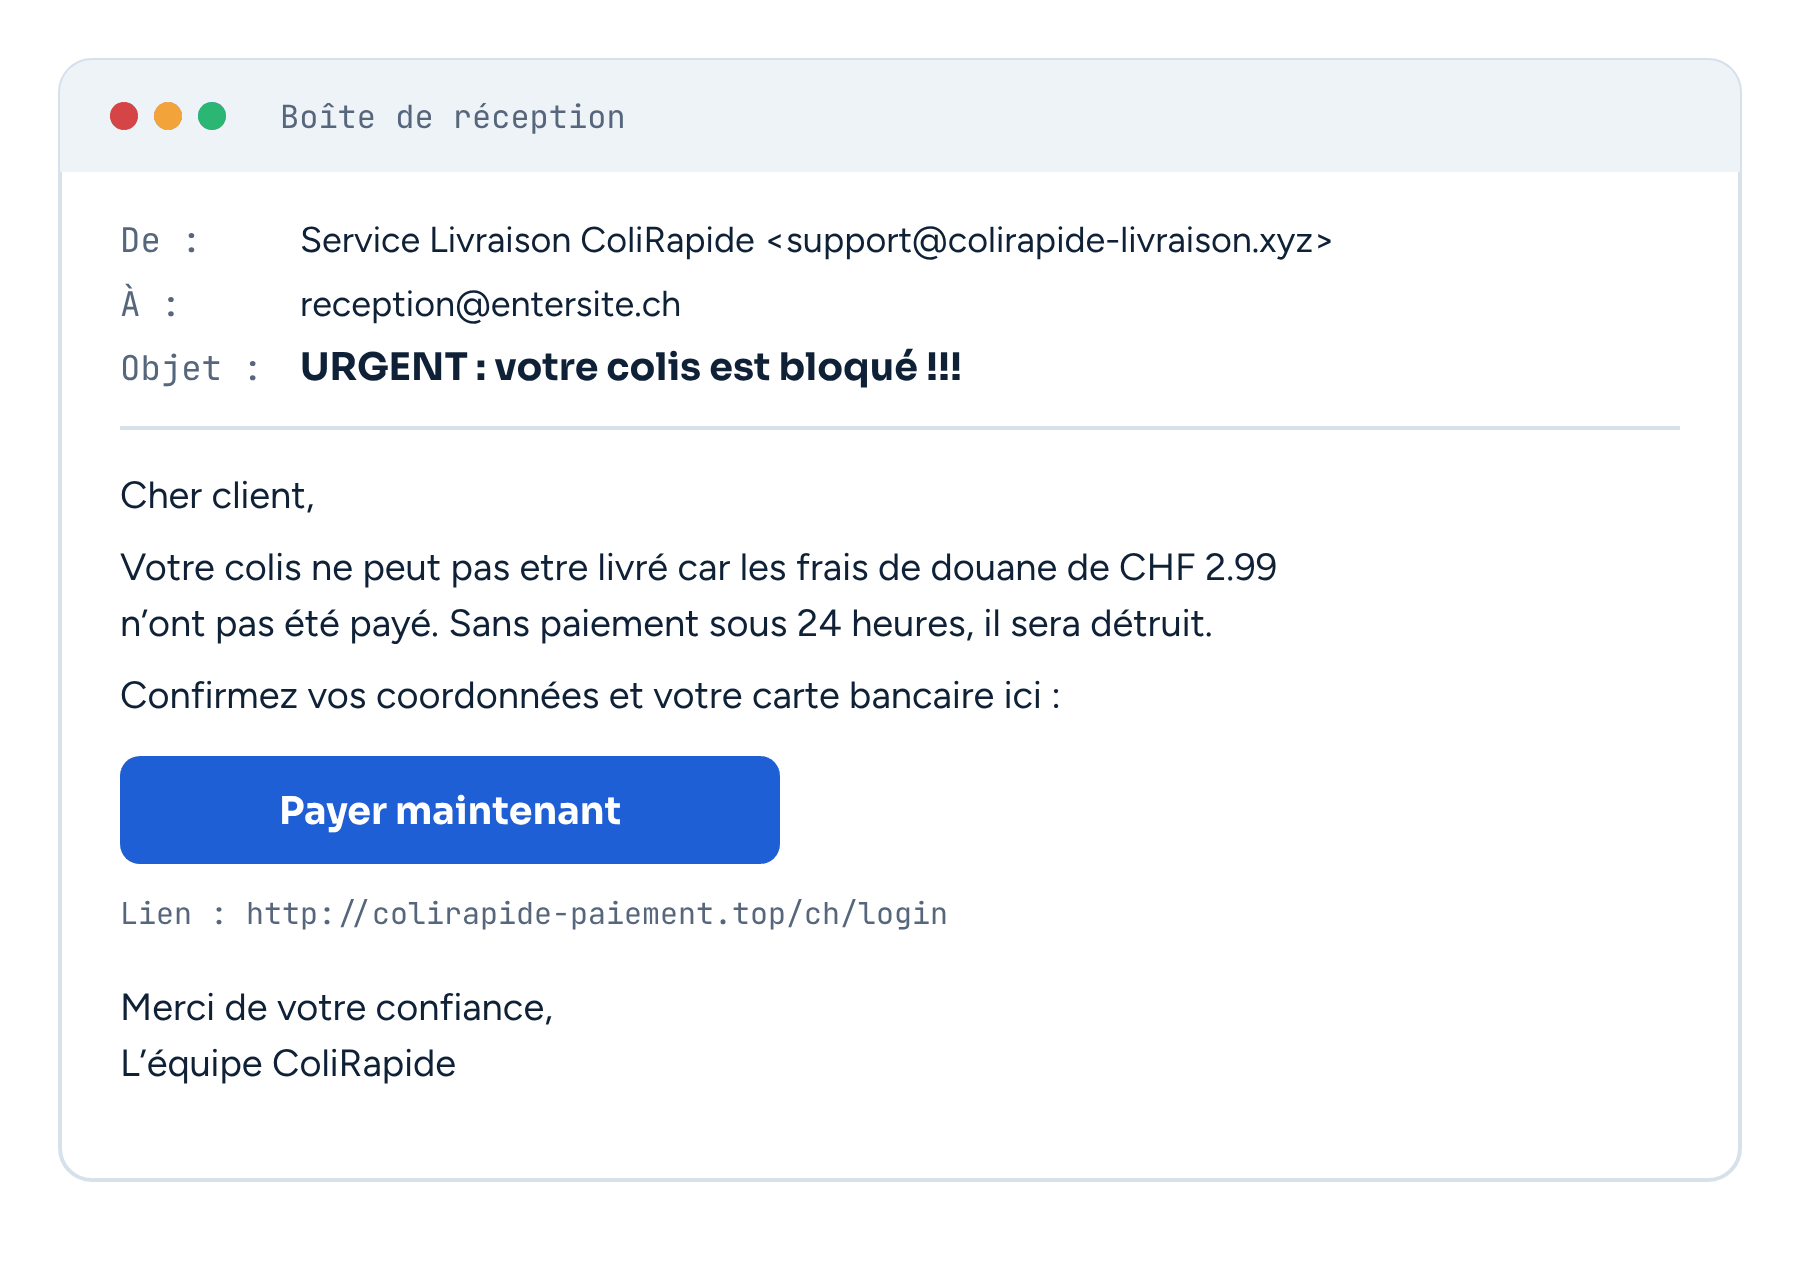 Boîte de réception
De : Service Livraison ColiRapide <support@colirapide-livraison.xyz>
À : reception@entersite.ch
Objet : URGENT : votre colis est bloqué !!!
Cher client,
Votre colis ne peut pas etre livré car les frais de douane de CHF 2.99
n’ont pas été payé. Sans paiement sous 24 heures, il sera détruit.
Confirmez vos coordonnées et votre carte bancaire ici :
Payer maintenant
Lien : http://colirapide-paiement.top/ch/login
Merci de votre confiance,
L’équipe ColiRapide